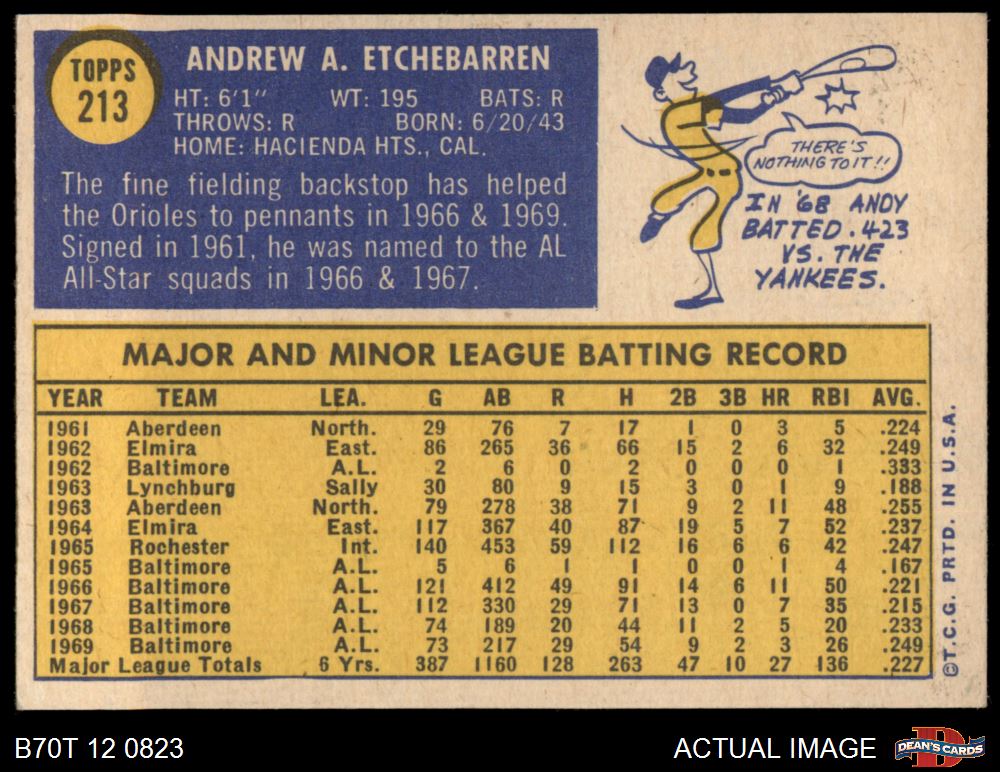 TOPPS
213
ANDREW A. ETCHEBARREN
HT: 6'1" WT: 195 BATS: R
THROWS: R BORN: 6/20/43
HOME: HACIENDA HTS., CAL.
The fine fielding backstop has helped
the Orioles to pennants in 1966 & 1969.
Signed in 1961, he was named to the AL
All-Star squads in 1966 & 1967.
THERE'S
NOTHING TO IT!!
IN '68 ANDY
BATTED .423
VS. THE
YANKEES.
MAJOR AND MINOR LEAGUE BATTING RECORD
YEAR TEAM LEA. G AB R H 2B 3B HR RBI AVG.
1961 Aberdeen North. 29 76 7 17 1 0 3 5 .224
1962 Elmira East. 86 265 36 66 15 2 6 32 .249
1962 Baltimore A.L. 2 6 0 2 0 0 0 1 .333
1963 Lynchburg Sally 30 80 9 15 3 0 1 9 .188
1963 Aberdeen North. 79 278 38 71 9 2 11 48 .255
1964 Elmira East. 117 367 40 87 19 5 7 52 .237
1965 Rochester Int. 140 453 59 112 16 6 6 42 .247
1965 Baltimore A.L. 5 6 1 1 0 0 1 4 .167
1966 Baltimore A.L. 121 412 49 91 14 6 11 50 .221
1967 Baltimore A.L. 112 330 29 71 13 0 7 35 .215
1968 Baltimore A.L. 74 189 20 44 11 2 5 20 .233
1969 Baltimore A.L. 73 217 29 54 9 2 3 26 .249
Major League Totals 6 Yrs. 387 1160 128 263 47 10 27 136 .227
©T.C.G. PRTD. IN U.S.A.
B70T 12 0823
ACTUAL IMAGE
DEAN'S CARDS